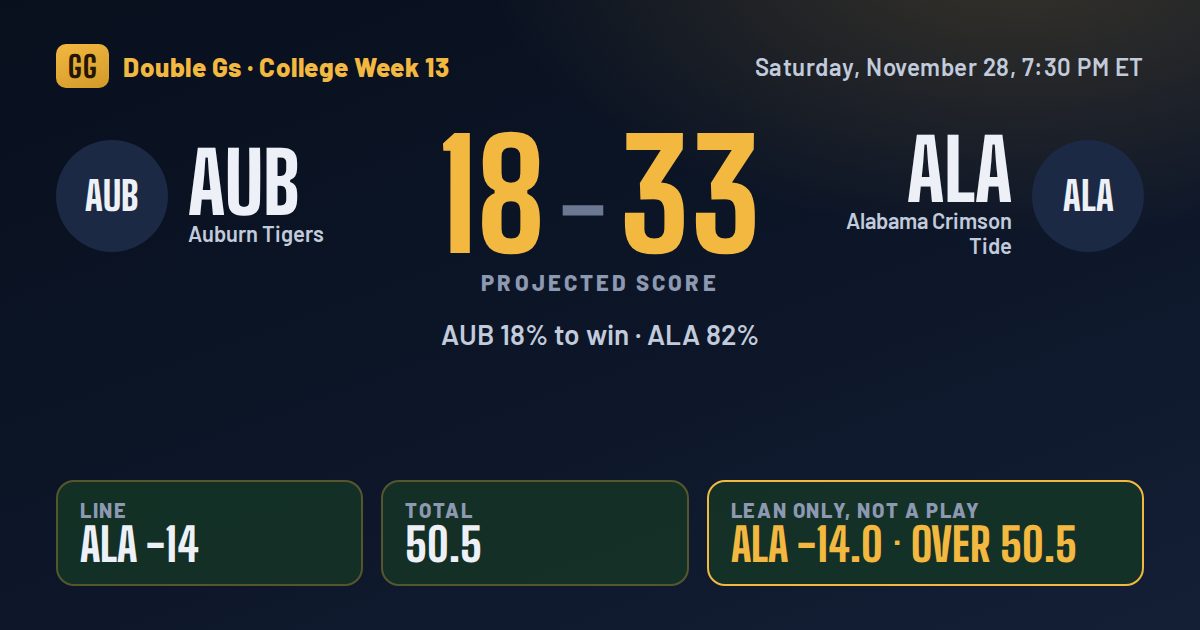 GG
Double Gs · College Week 13
Saturday, November 28, 7:30 PM ET
AUB
AUB
Auburn Tigers
18 – 33
PROJECTED SCORE
AUB 18% to win · ALA 82%
ALA
Alabama Crimson
Tide
ALA
LINE
ALA −14
TOTAL
50.5
LEAN ONLY, NOT A PLAY
ALA −14.0 · OVER 50.5